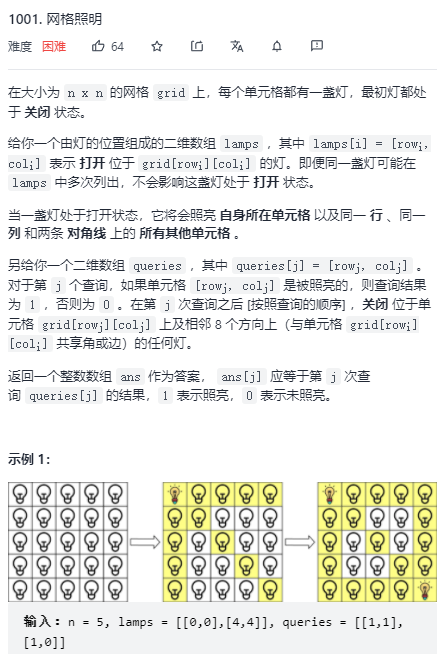 1001. 网格照明
难度 困难 64
在大小为 n x n 的网格 grid 上，每个单元格都有一盏灯，最初灯都处
于 关闭 状态。
给你一个由灯的位置组成的二维数组 lamps ，其中 lamps[i] = [rowᵢ,
colᵢ] 表示 打开 位于 grid[rowᵢ][colᵢ] 的灯。即便同一盏灯可能在
lamps 中多次列出，不会影响这盏灯处于 打开 状态。
当一盏灯处于打开状态，它将会照亮 自身所在单元格 以及同一 行 、同一
列 和两条 对角线 上的 所有其他单元格 。
另给你一个二维数组 queries ，其中 queries[j] = [rowⱼ, colⱼ] 。
对于第 j 个查询，如果单元格 [rowⱼ, colⱼ] 是被照亮的，则查询结果
为 1 ，否则为 0 。在第 j 次查询之后 [按照查询的顺序] ，关闭 位于单
元格 grid[rowⱼ][colⱼ] 上及相邻 8 个方向上（与单元格 grid[rowᵢ]
[colᵢ] 共享角或边）的任何灯。
返回一个整数数组 ans 作为答案， ans[j] 应等于第 j 次查
询 queries[j] 的结果，1 表示照亮，0 表示未照亮。
示例 1：
输入：n = 5, lamps = [[0,0],[4,4]], queries = [[1,1],
[1,0]]